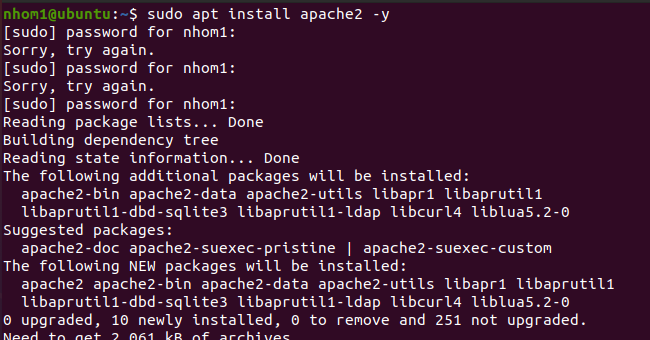 nhom1@ubuntu:~$ sudo apt install apache2 -y
[sudo] password for nhom1:
Sorry, try again.
[sudo] password for nhom1:
Sorry, try again.
[sudo] password for nhom1:
Reading package lists... Done
Building dependency tree
Reading state information... Done
The following additional packages will be installed:
  apache2-bin apache2-data apache2-utils libapr1 libaprutil1
  libaprutil1-dbd-sqlite3 libaprutil1-ldap libcurl4 liblua5.2-0
Suggested packages:
  apache2-doc apache2-suexec-pristine | apache2-suexec-custom
The following NEW packages will be installed:
  apache2 apache2-bin apache2-data apache2-utils libapr1 libaprutil1
  libaprutil1-dbd-sqlite3 libaprutil1-ldap libcurl4 liblua5.2-0
0 upgraded, 10 newly installed, 0 to remove and 251 not upgraded.
Need to get 2,061 kB of archives